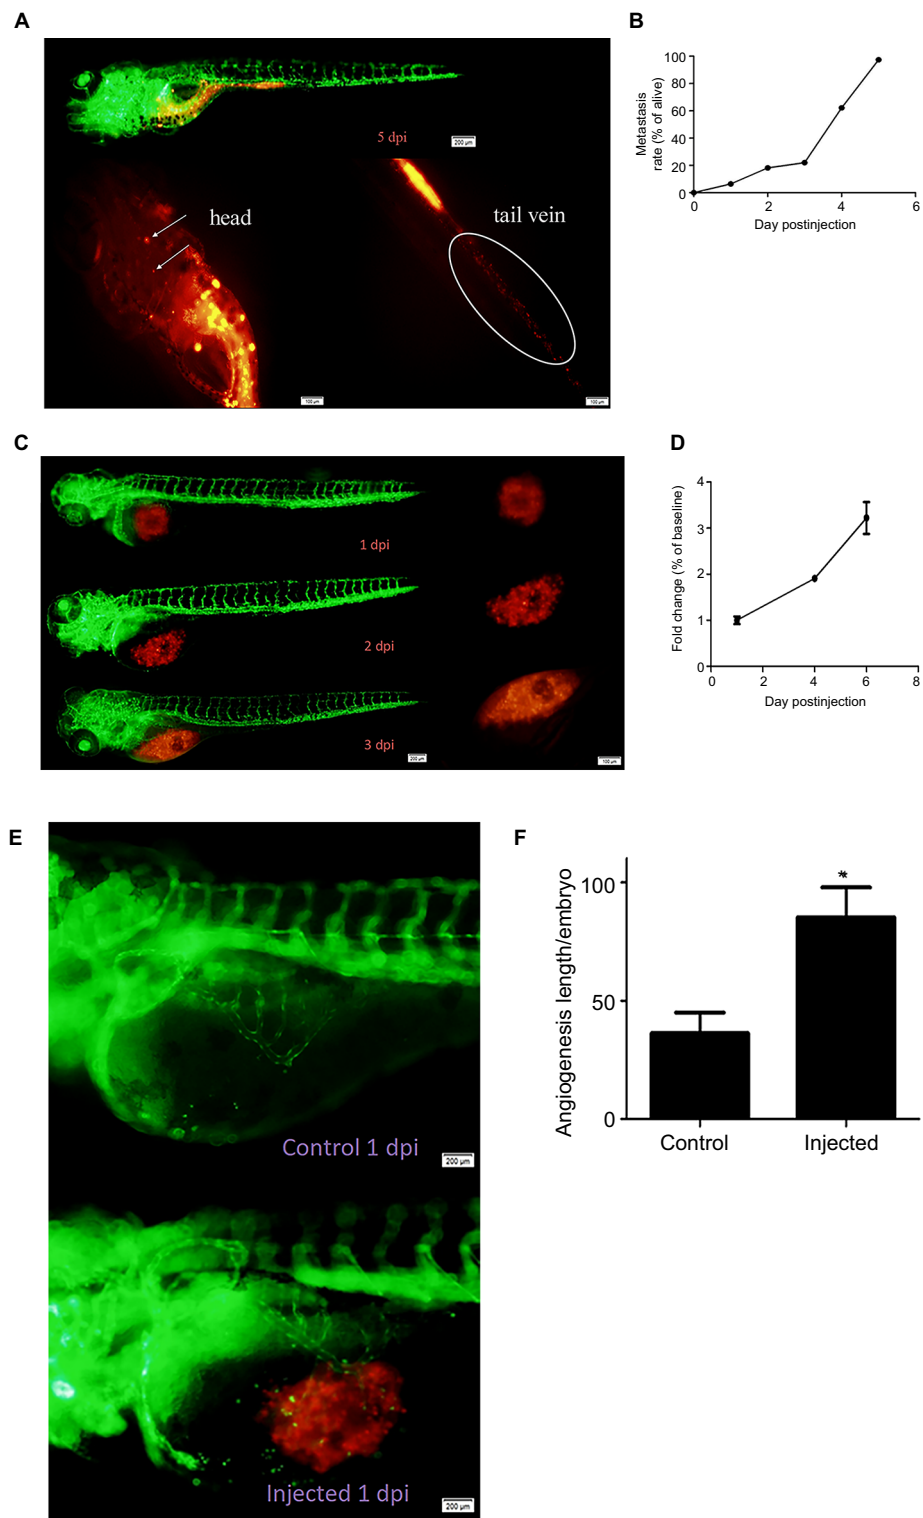 A
5 dpi
200 µm
head
tail vein
100 µm
100 µm
B
Metastasis
rate (% of alive)
100
80
60
40
20
0
0 2 4 6
Day postinjection
C
1 dpi
2 dpi
3 dpi
200 µm
100 µm
D
Fold change (% of baseline)
4
3
2
1
0
0 2 4 6 8
Day postinjection
E
Control 1 dpi
200 µm
Injected 1 dpi
200 µm
F
Angiogenesis length/embryo
100
50
0
*
Control Injected